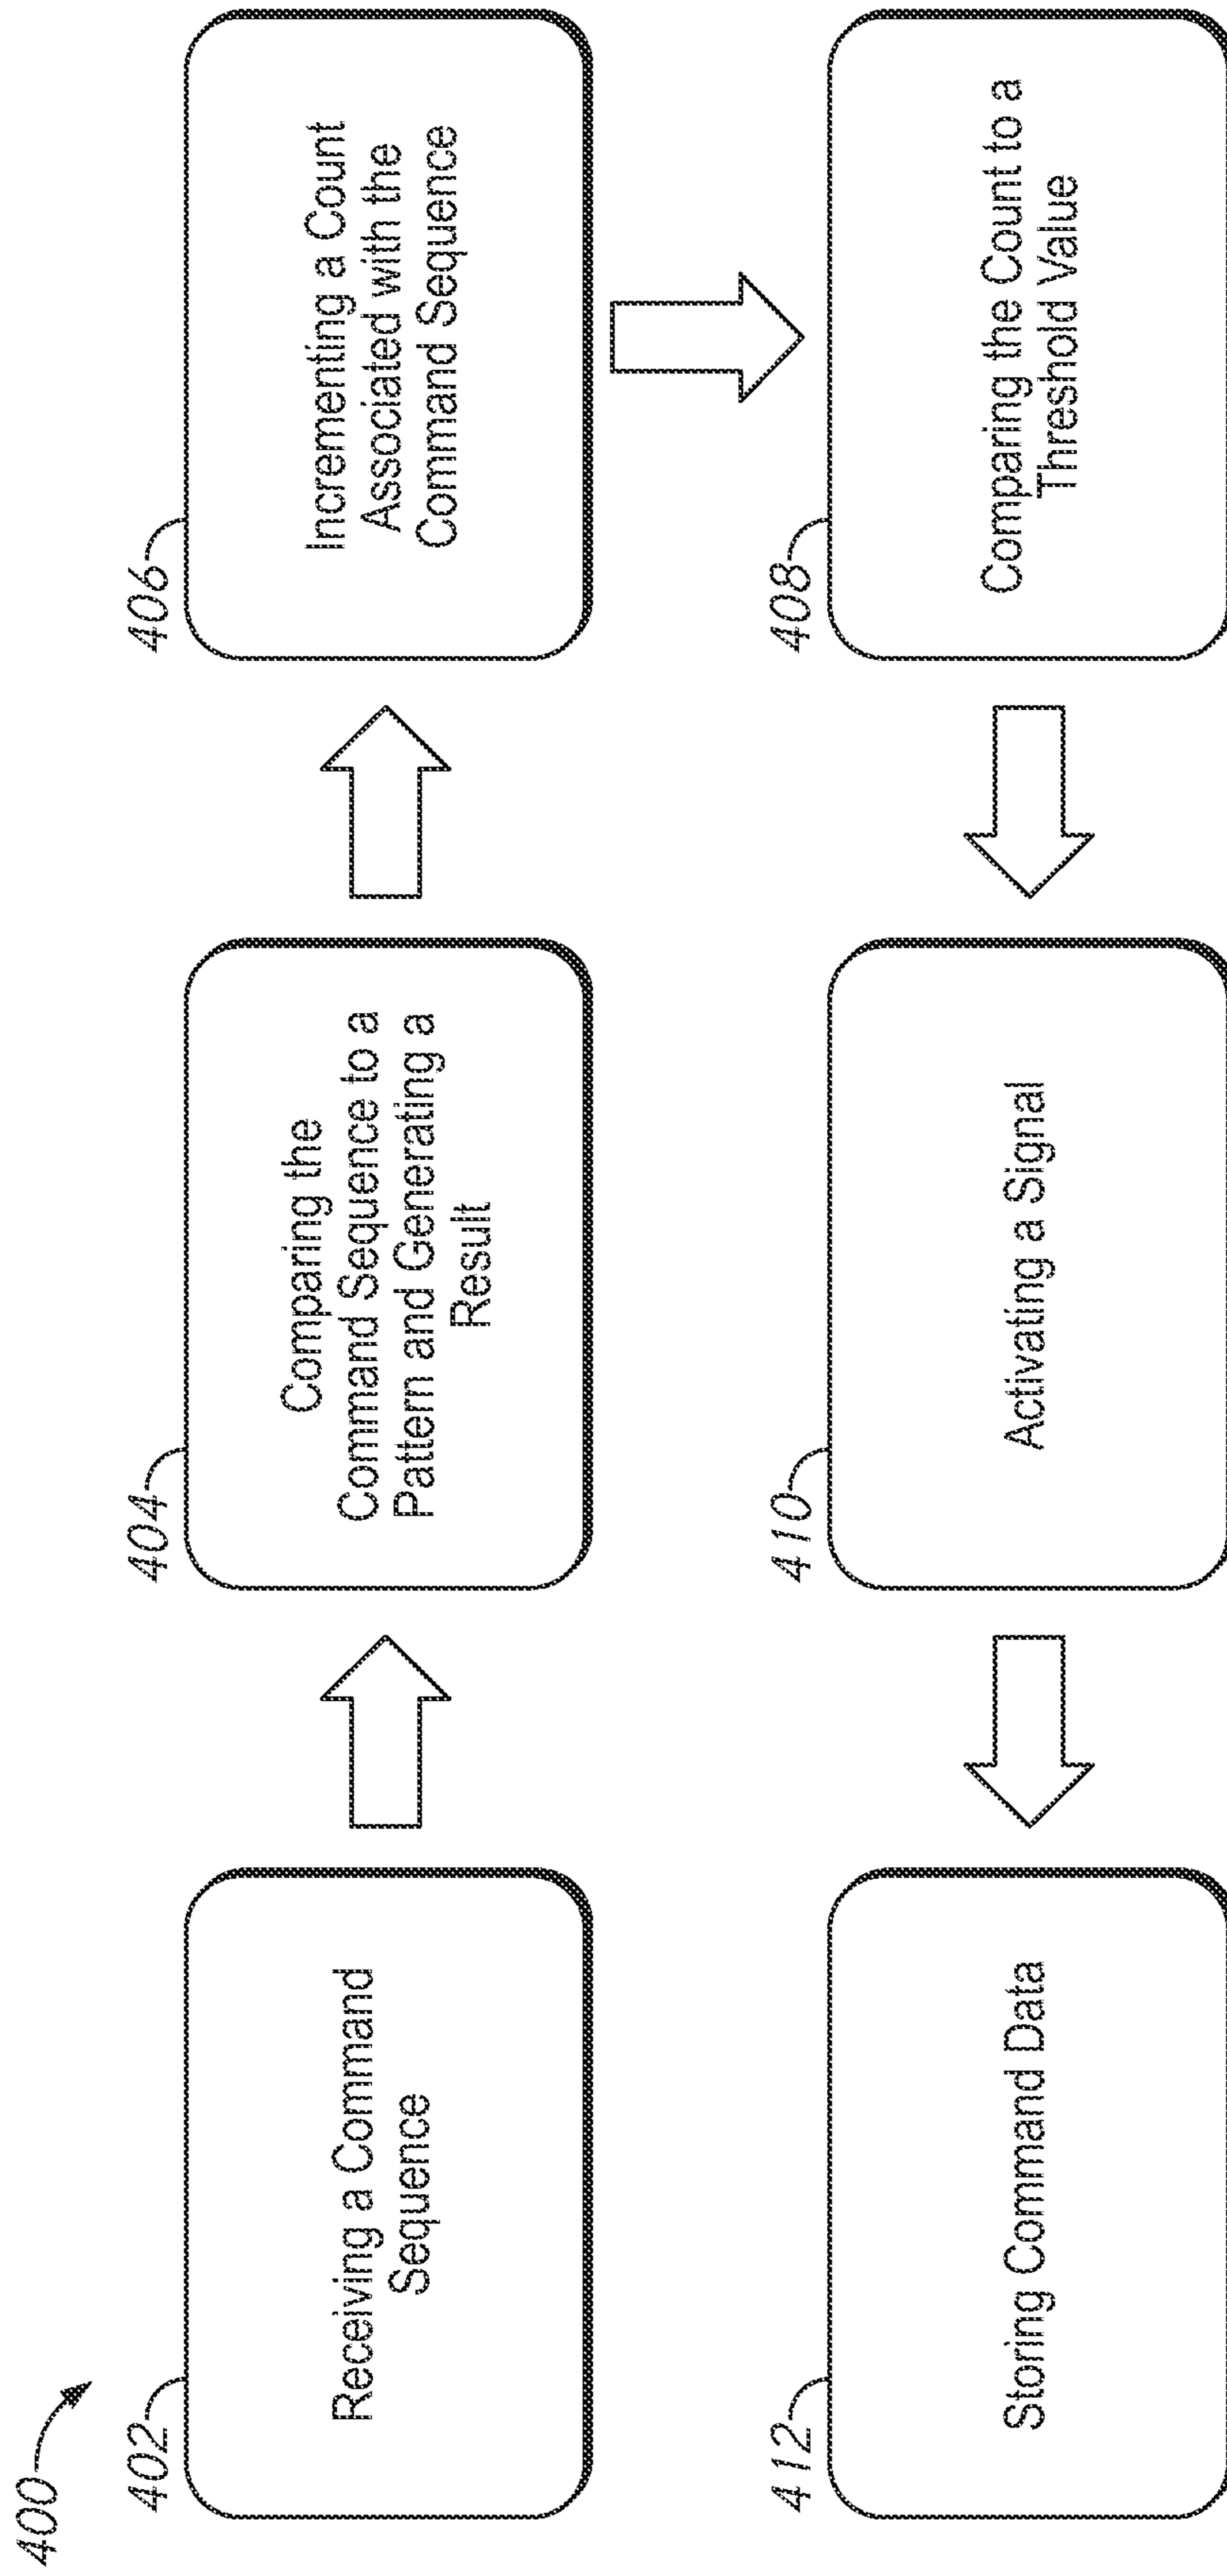 400
402
Receiving a Command
Sequence
404
Comparing the
Command Sequence to a
Pattern and Generating a
Result
406
Incrementing a Count
Associated with the
Command Sequence
408
Comparing the Count to a
Threshold Value
410
Activating a Signal
412
Storing Command Data